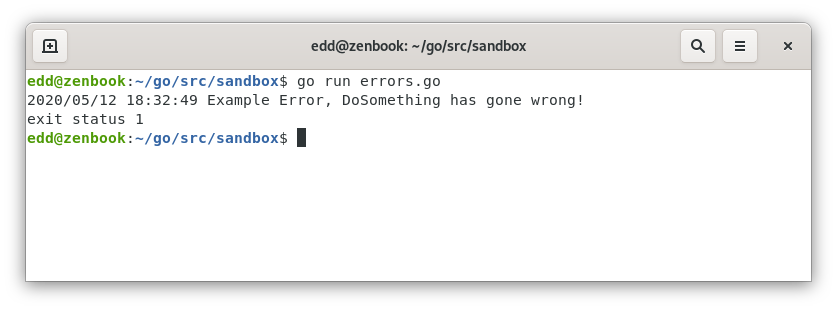 edd@zenbook: ~/go/src/sandbox
edd@zenbook:~/go/src/sandbox$ go run errors.go
2020/05/12 18:32:49 Example Error, DoSomething has gone wrong!
exit status 1
edd@zenbook:~/go/src/sandbox$